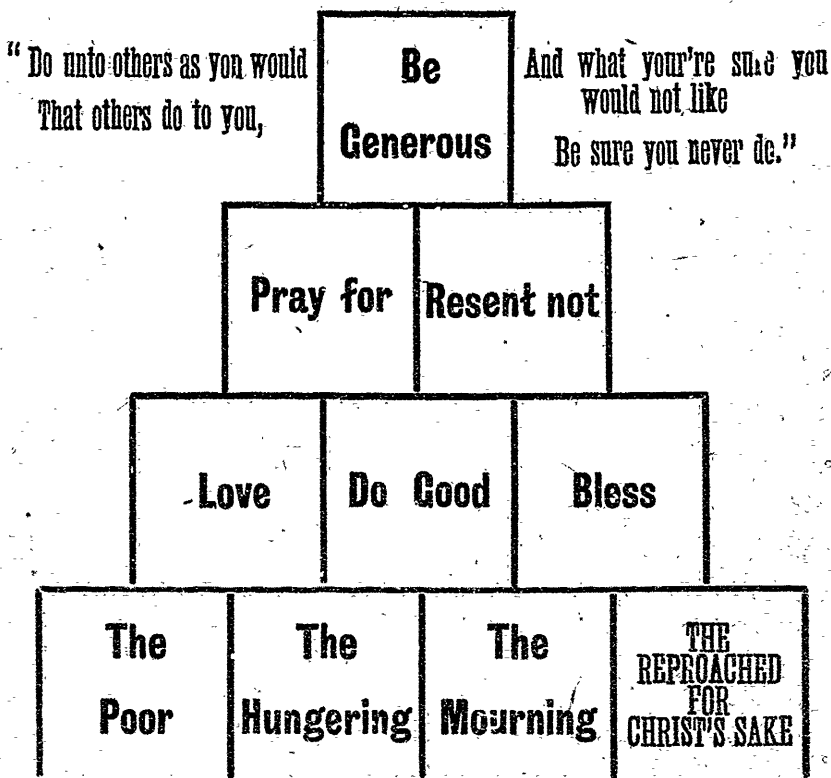 “ Do unto others as you would
That others do to you,
Be
Generous
And what your're sure you
would not like
Be sure you never do.”
Pray for
Resent not
Love
Do Good
Bless
The
Poor
The
Hungering
The
Mourning
THE
REPROACHED
FOR
CHRIST'S SAKE